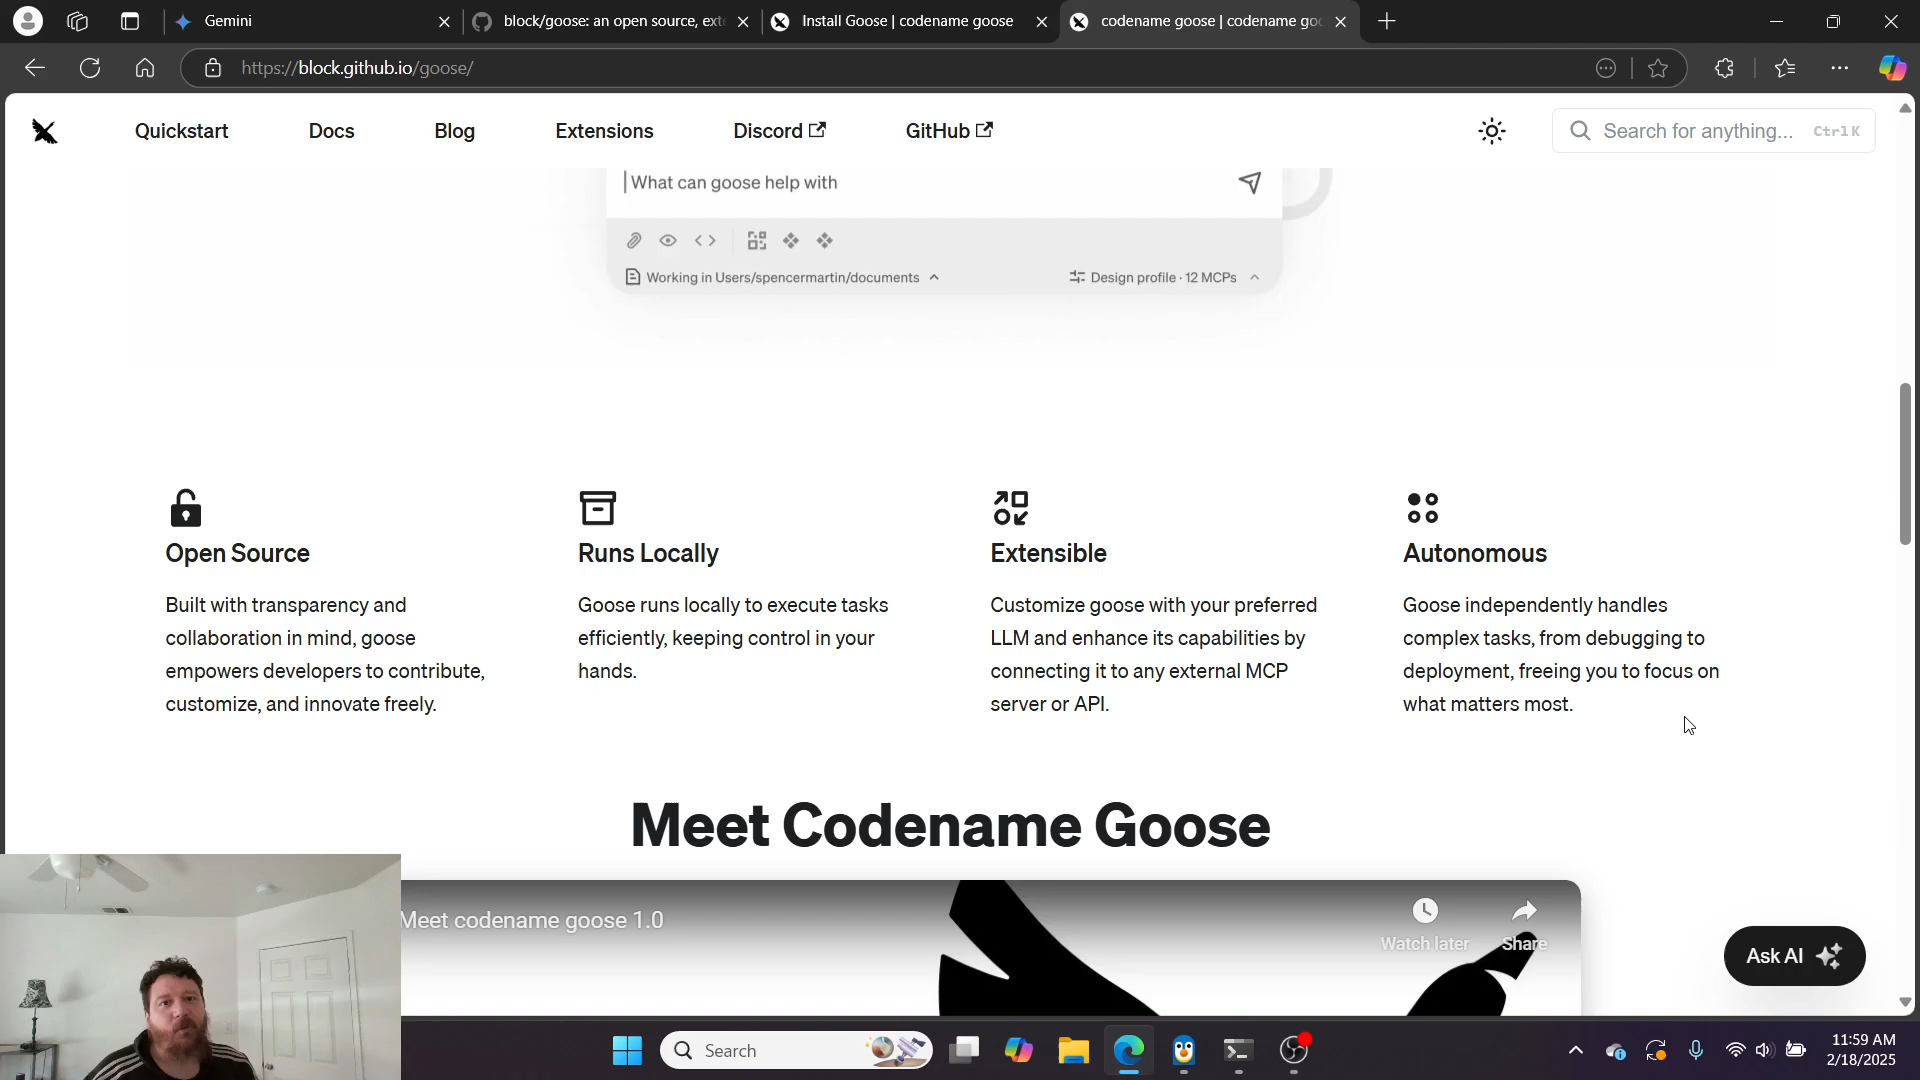 Gemini
block/goose: an open source, ext
Install Goose | codename goose
codename goose | codename goo
https://block.github.io/goose/
Quickstart
Docs
Blog
Extensions
Discord
GitHub
Search for anything...
Ctrl K
What can goose help with
Working in Users/spencermartin/documents
Design profile · 12 MCPs
Open Source
Built with transparency and
collaboration in mind, goose
empowers developers to contribute,
customize, and innovate freely.
Runs Locally
Goose runs locally to execute tasks
efficiently, keeping control in your
hands.
Extensible
Customize goose with your preferred
LLM and enhance its capabilities by
connecting it to any external MCP
server or API.
Autonomous
Goose independently handles
complex tasks, from debugging to
deployment, freeing you to focus on
what matters most.
Meet Codename Goose
Meet codename goose 1.0
Watch later
Share
Ask AI
Search
11:59 AM
2/18/2025